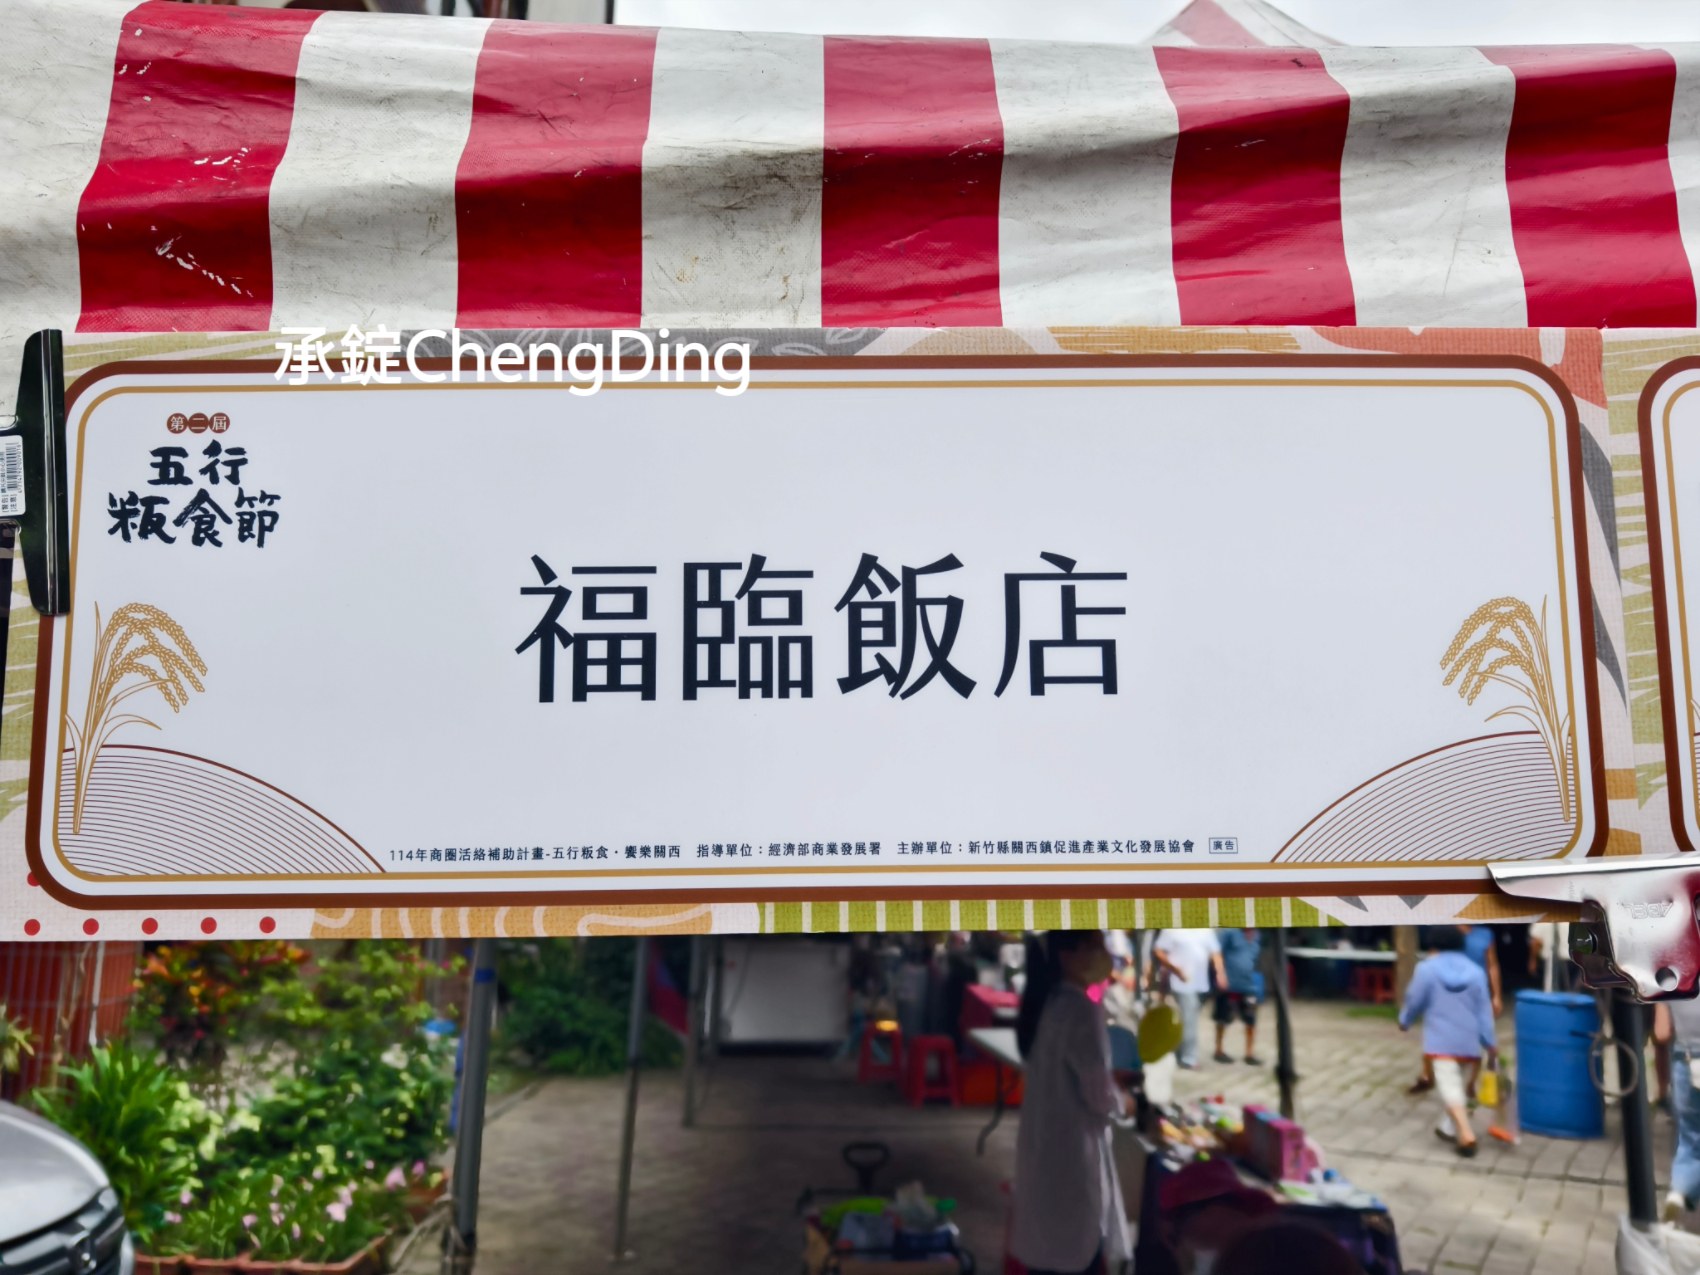 承錠ChengDing
第二屆
五行
粄食節
福臨飯店
114年商圈活絡補助計畫-五行粄食・饗樂關西　指導單位：經濟部商業發展署　主辦單位：新竹縣關西鎮促進產業文化發展協會　廣告